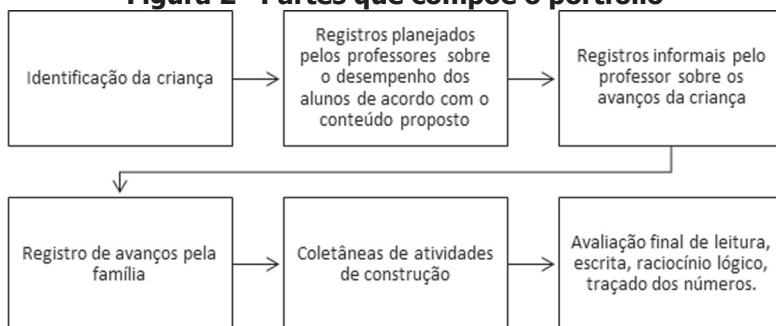 Figura 2 - Partes que compõe o portfólio
Identificação da criança
Registros planejados
pelos professores sobre
o desempenho dos
alunos de acordo com o
conteúdo proposto
Registros informais pelo
professor sobre os
avanços da criança
Registro de avanços pela
família
Coletâneas de atividades
de construção
Avaliação final de leitura,
escrita, raciocínio lógico,
traçado dos números.